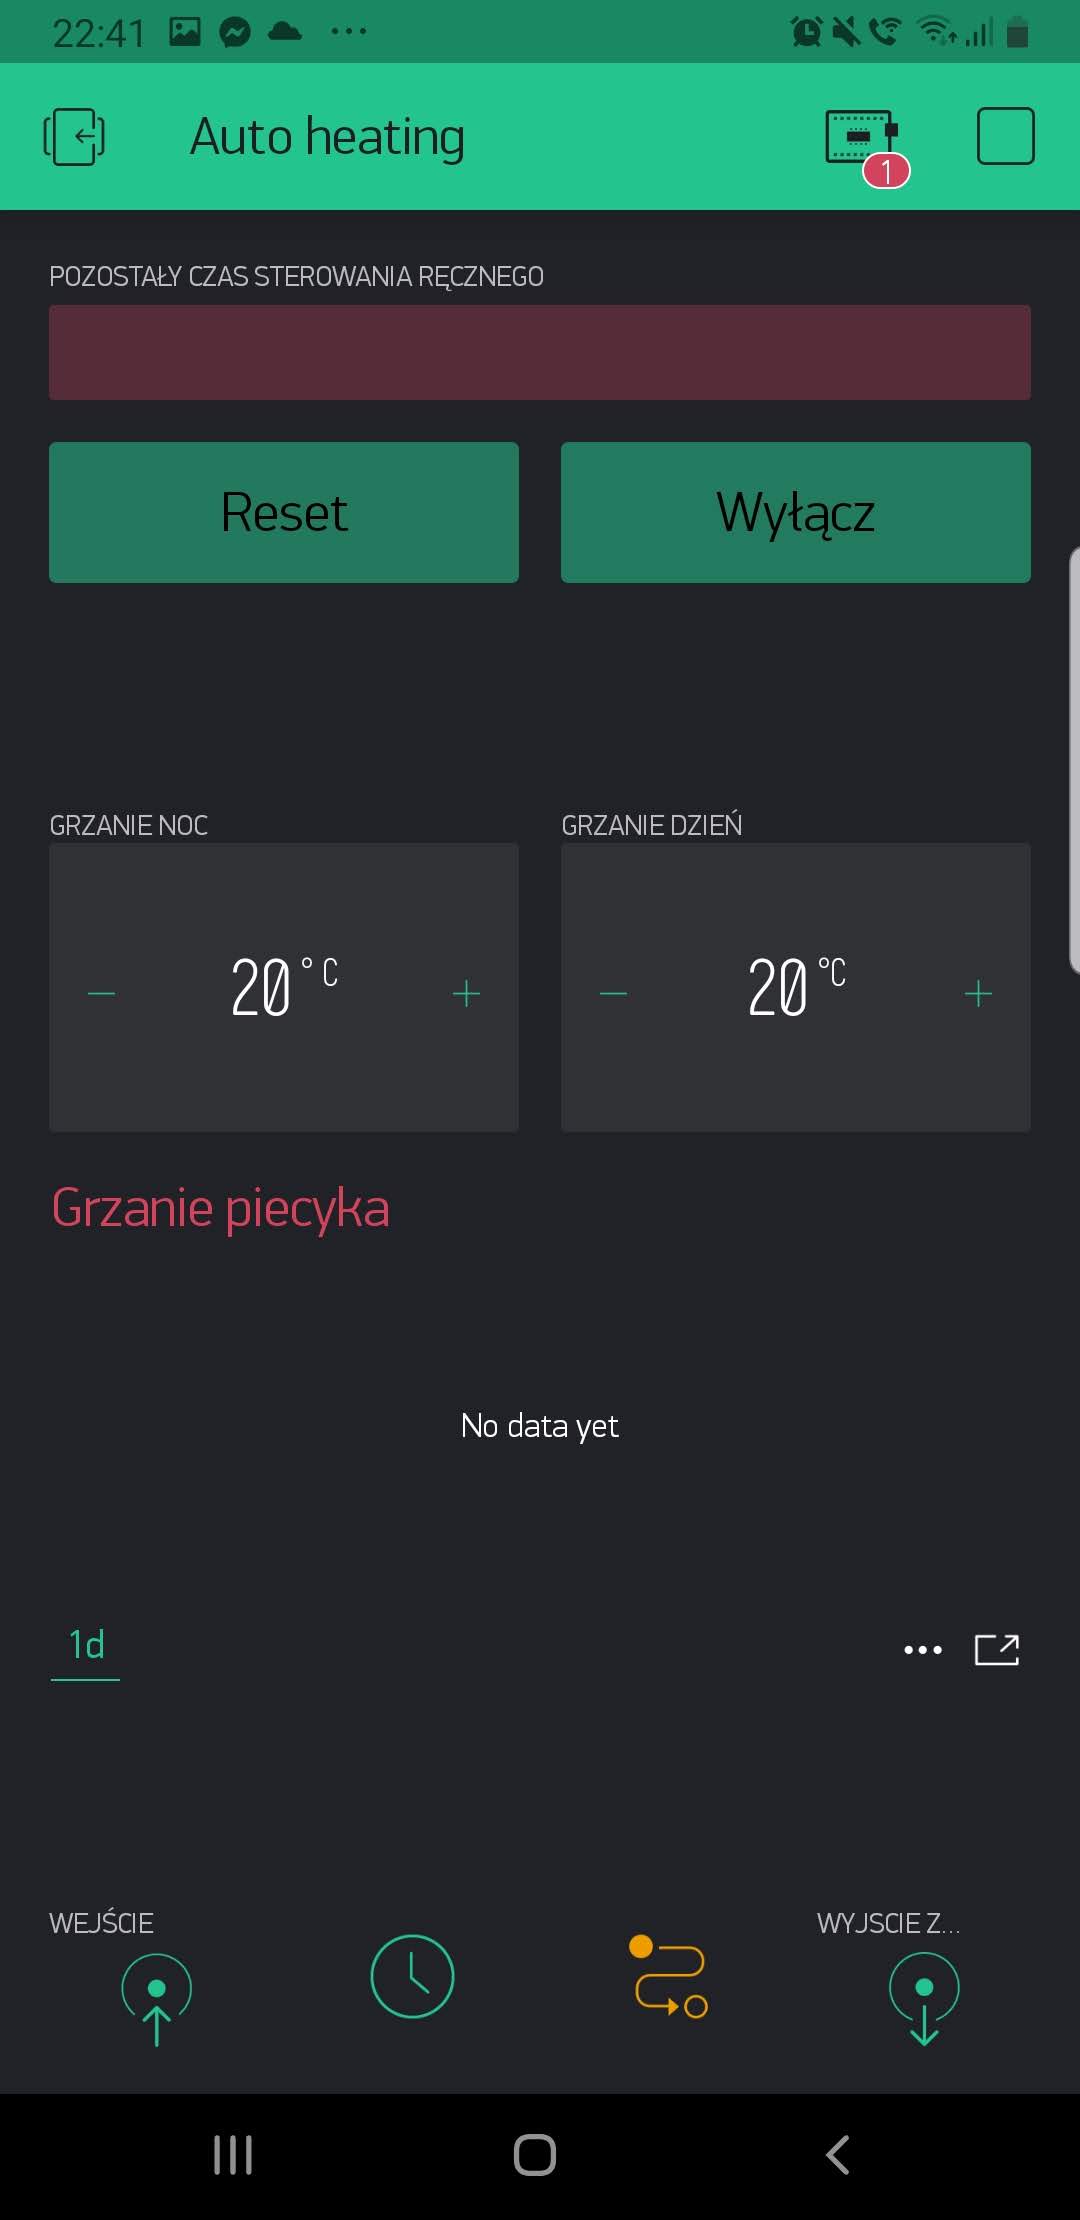 22:41
Auto heating
1
POZOSTAŁY CZAS STEROWANIA RĘCZNEGO
Reset
Wyłącz
GRZANIE NOC
GRZANIE DZIEŃ
20 ° C
20 °C
Grzanie piecyka
No data yet
1d
WEJŚCIE
WYJSCIE Z...